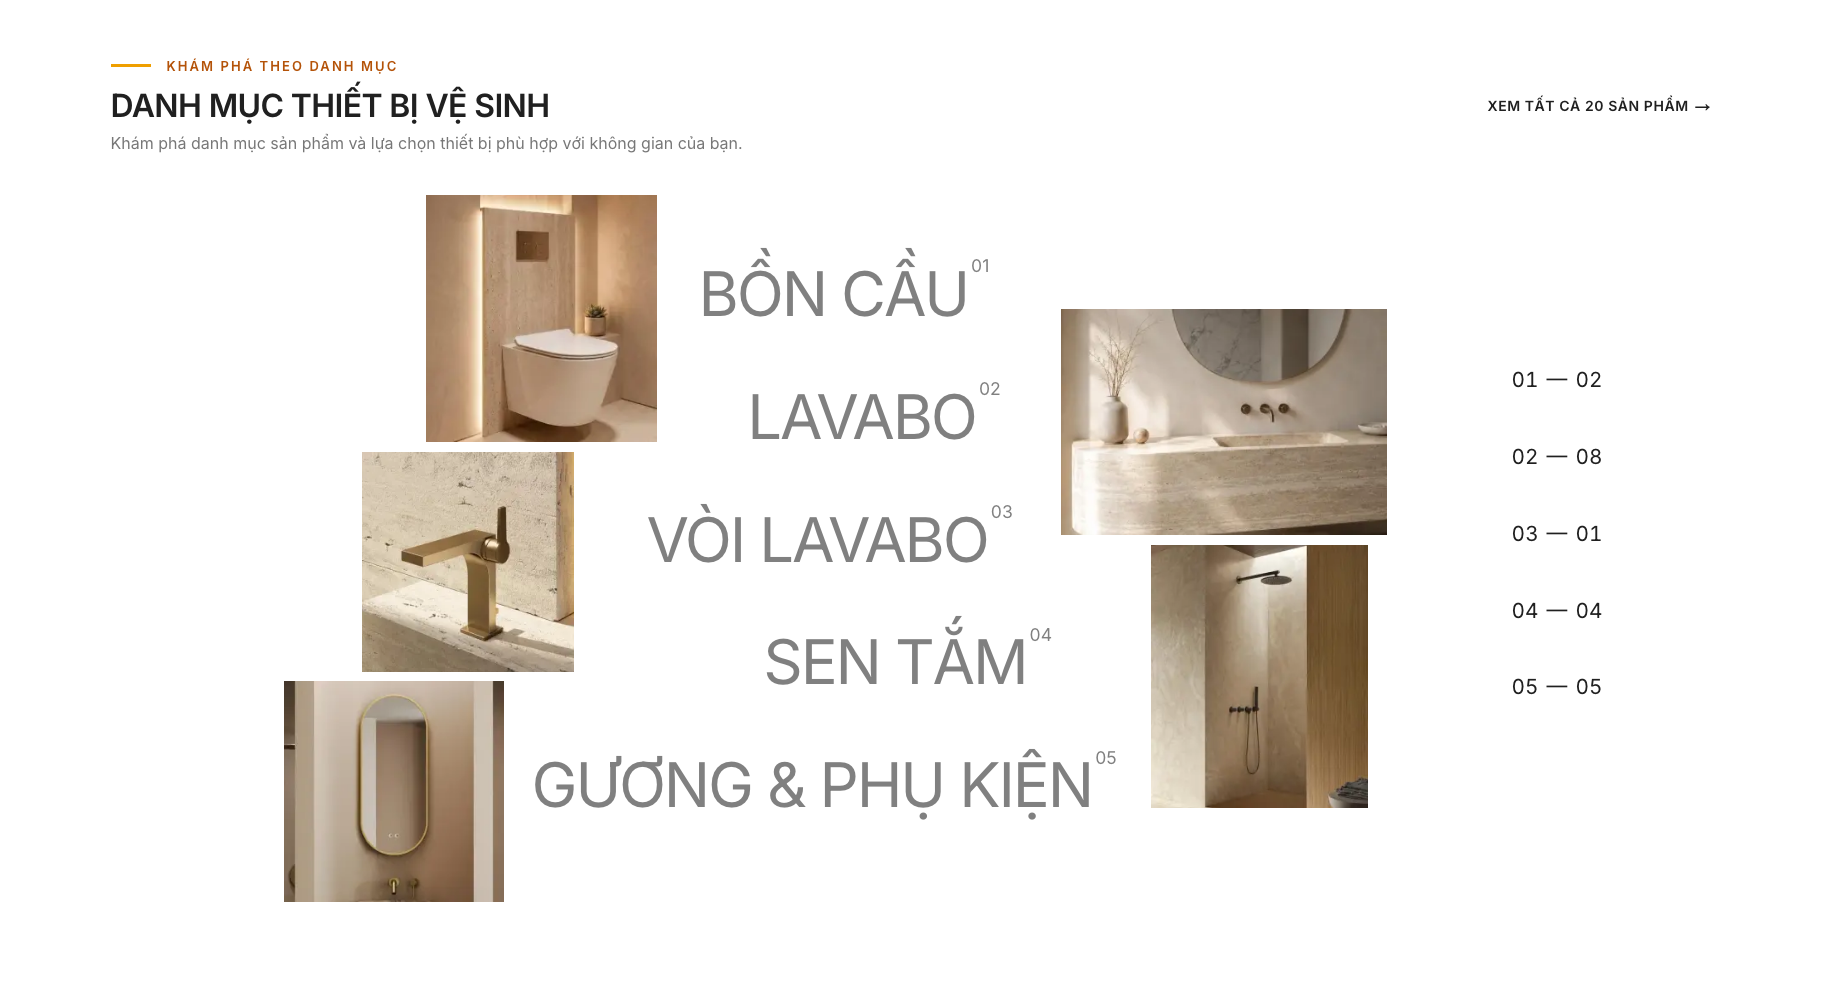 KHÁM PHÁ THEO DANH MỤC
DANH MỤC THIẾT BỊ VỆ SINH
Khám phá danh mục sản phẩm và lựa chọn thiết bị phù hợp với không gian của bạn.
XEM TẤT CẢ 20 SẢN PHẨM →
BỒN CẦU 01
LAVABO 02
VÒI LAVABO 03
SEN TẮM 04
GƯƠNG & PHỤ KIỆN 05
01 — 02
02 — 08
03 — 01
04 — 04
05 — 05